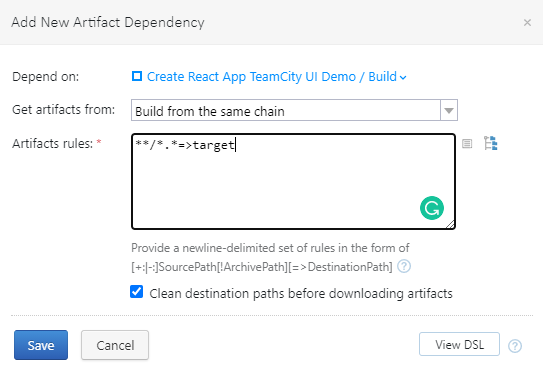 Add New Artifact Dependency ×
Depend on: Create React App TeamCity UI Demo / Build
Get artifacts from: Build from the same chain
Artifacts rules: * **/*.*=>target
Provide a newline-delimited set of rules in the form of
[+:|-:]SourcePath[!ArchivePath][=>DestinationPath] ?
Clean destination paths before downloading artifacts
Save Cancel View DSL ?